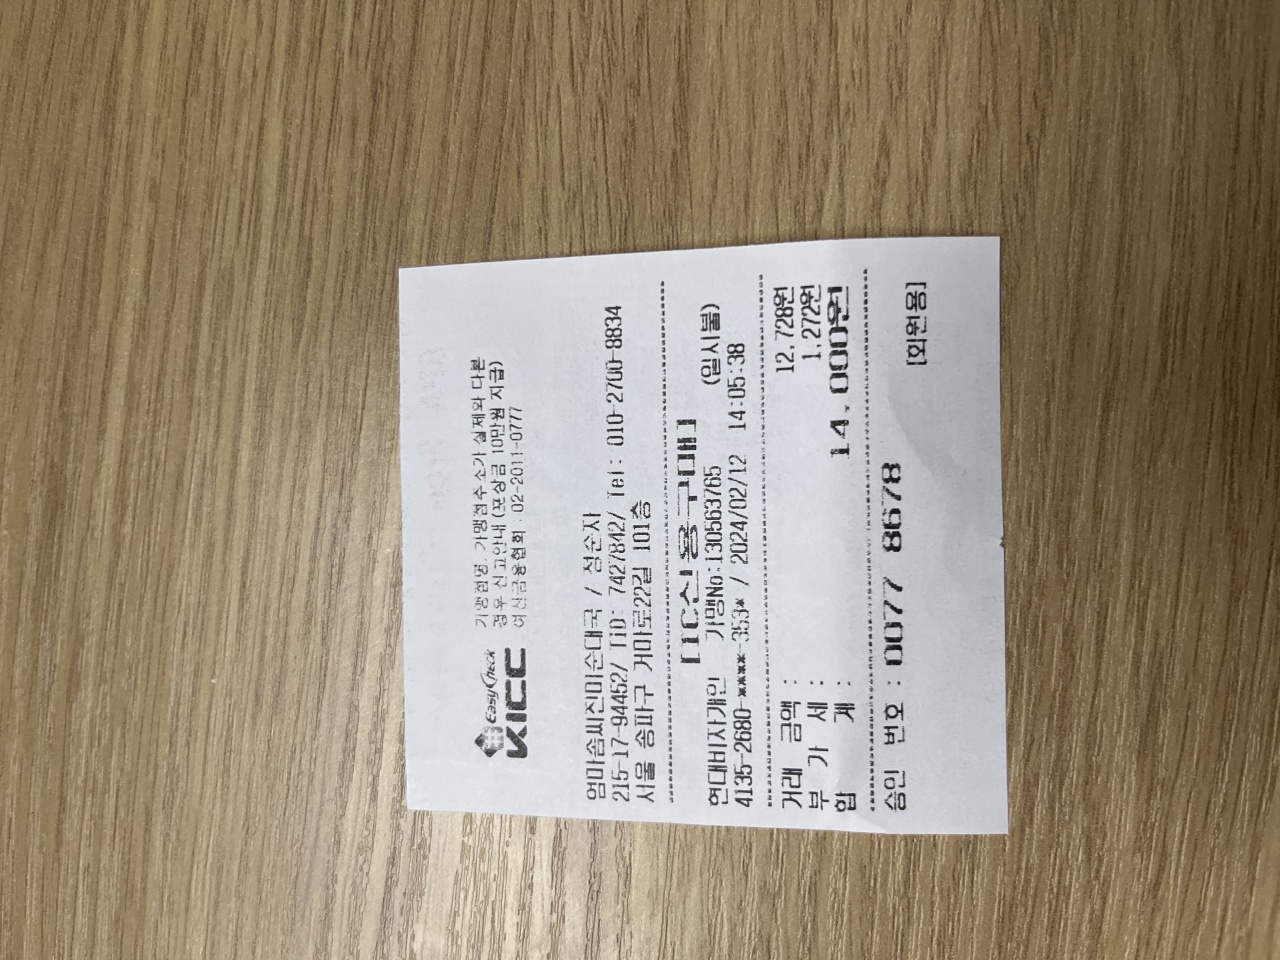 EasyCheck
KICC
가맹점명, 가맹점주소가 실제와 다른
경우 신고안내 (포상금 10만원 지급)
여신금융협회 : 02-2011-0777
엄마솜씨진미순대국 / 정순자
215-17-94452/ TID: 7427842/ Tel: 010-2700-8834
서울 송파구 거마로22길 101층
[IC신용구매]
현대비자개인 가맹No:130563765 (일시불)
4135-2680-****-353* / 2024/02/12 14:05:38
거래 금액 : 12,728원
부 가 세 : 1,272원
합 계 : 14,000원
승인 번호 : 0077 8678
[회원용]